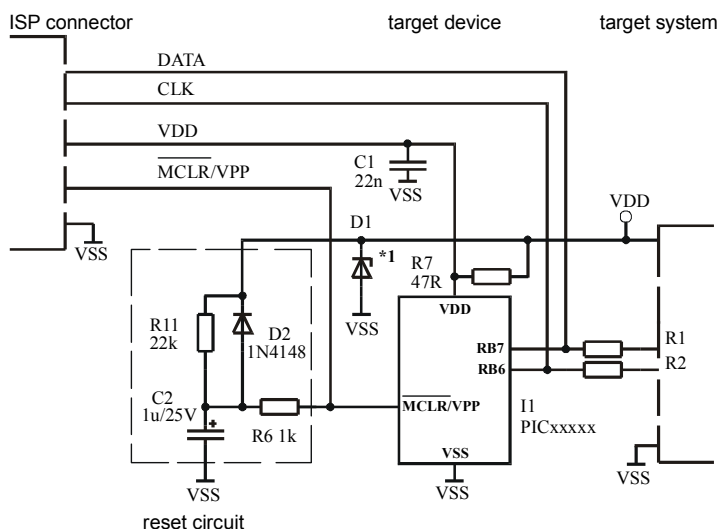 ISP connector
target device
target system
DATA
CLK
VDD
MCLR/VPP
C1
22n
VSS
VDD
VSS
D1
*1
R7
47R
VSS
R11
22k
D2
1N4148
VDD
RB7
RB6
R1
R2
C2
1u/25V
+
R6 1k
MCLR/VPP
I1
PICxxxxx
VSS
VSS
VSS
VSS
reset circuit